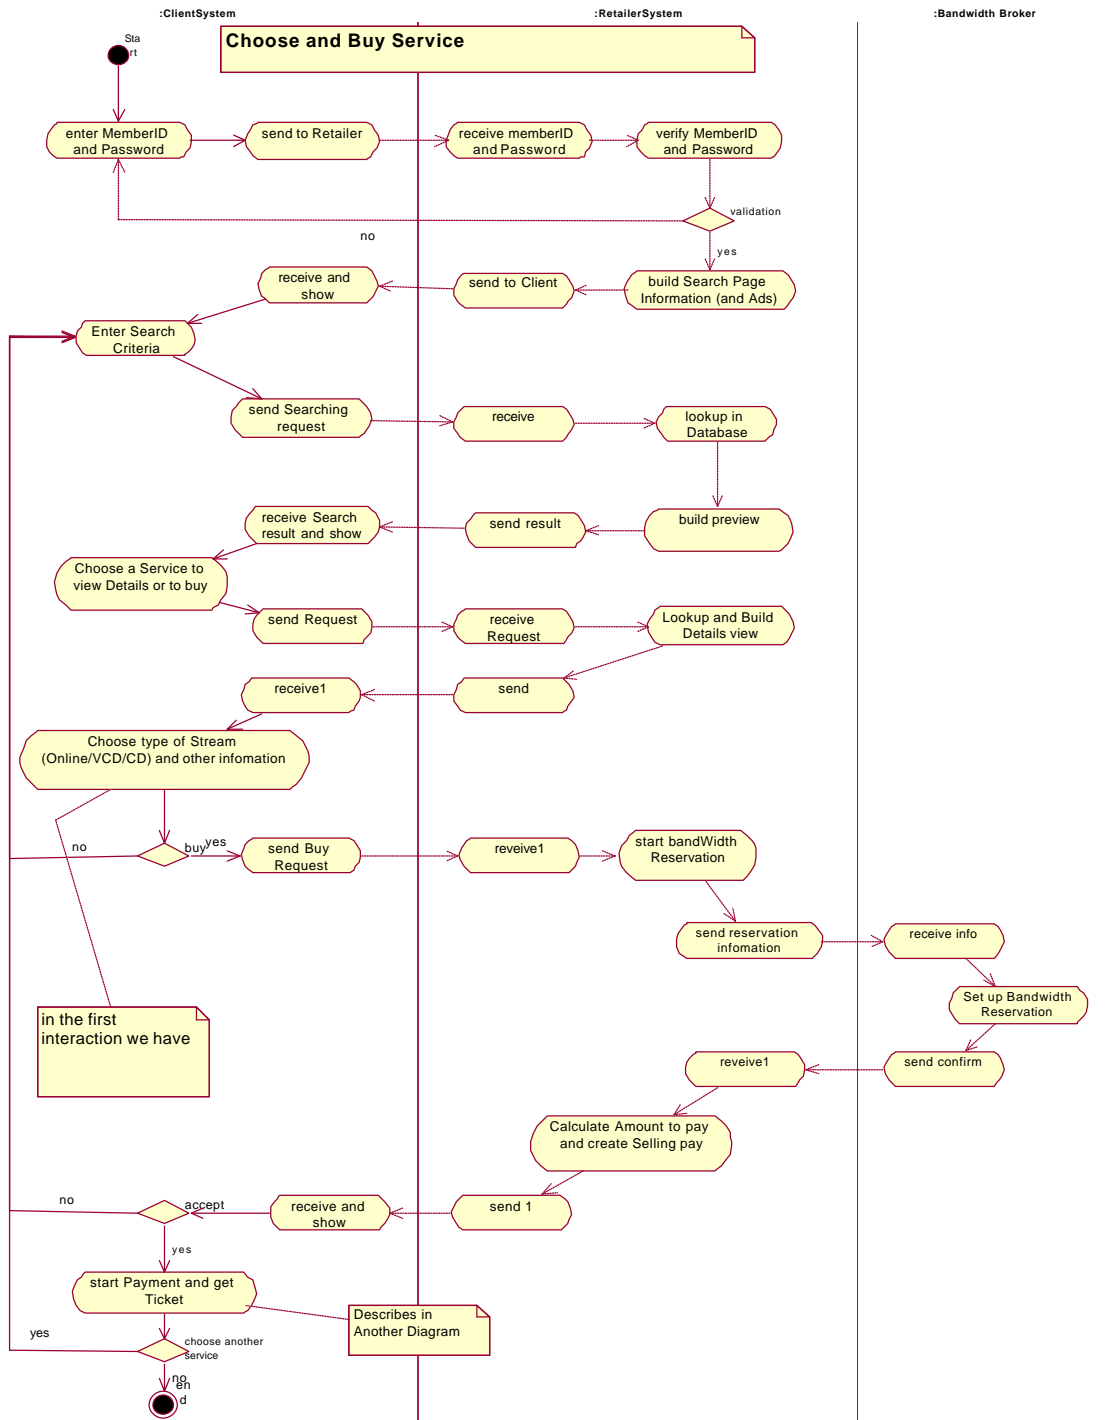 :ClientSystem
:RetailerSystem
:Bandwidth Broker
Sta
rt
Choose and Buy Service
enter MemberID
and Password
send to Retailer
receive memberID
and Password
verify MemberID
and Password
validation
no
yes
receive and
show
send to Client
build Search Page
Information (and Ads)
Enter Search
Criteria
send Searching
request
receive
lookup in
Database
receive Search
result and show
send result
build preview
Choose a Service to
view Details or to buy
send Request
receive
Request
Lookup and Build
Details view
receive1
send
Choose type of Stream
(Online/VCD/CD) and other infomation
no
buy
yes
send Buy
Request
reveive1
start bandWidth
Reservation
send reservation
infomation
receive info
Set up Bandwidth
Reservation
in the first
interaction we have
reveive1
send confirm
Calculate Amount to pay
and create Selling pay
no
accept
receive and
show
send 1
yes
start Payment and get
Ticket
Describes in
Another Diagram
yes
choose another
service
no
en
d